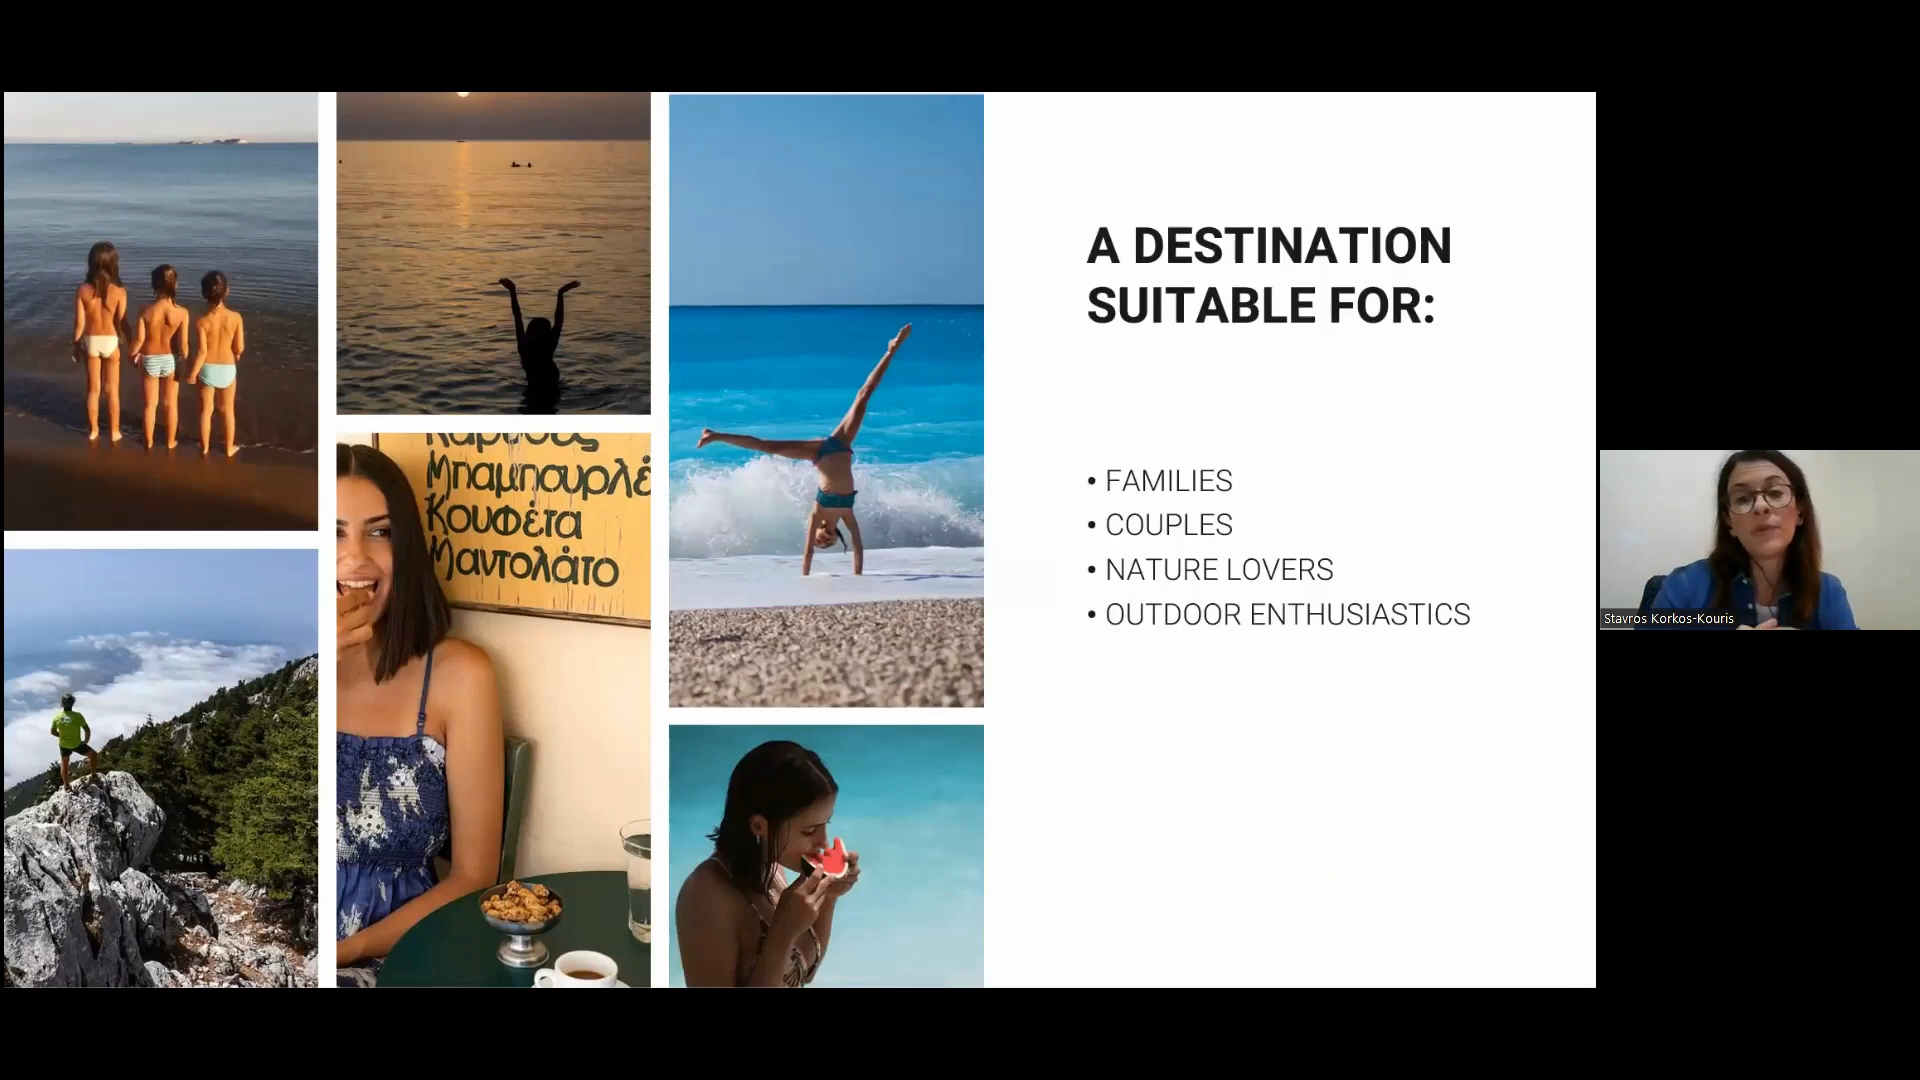 Μπαμπουρλέ
Κουφέτα
Μαντολάτο
A DESTINATION
SUITABLE FOR:
• FAMILIES
• COUPLES
• NATURE LOVERS
• OUTDOOR ENTHUSIASTICS
Stavros Korkos-Kouris